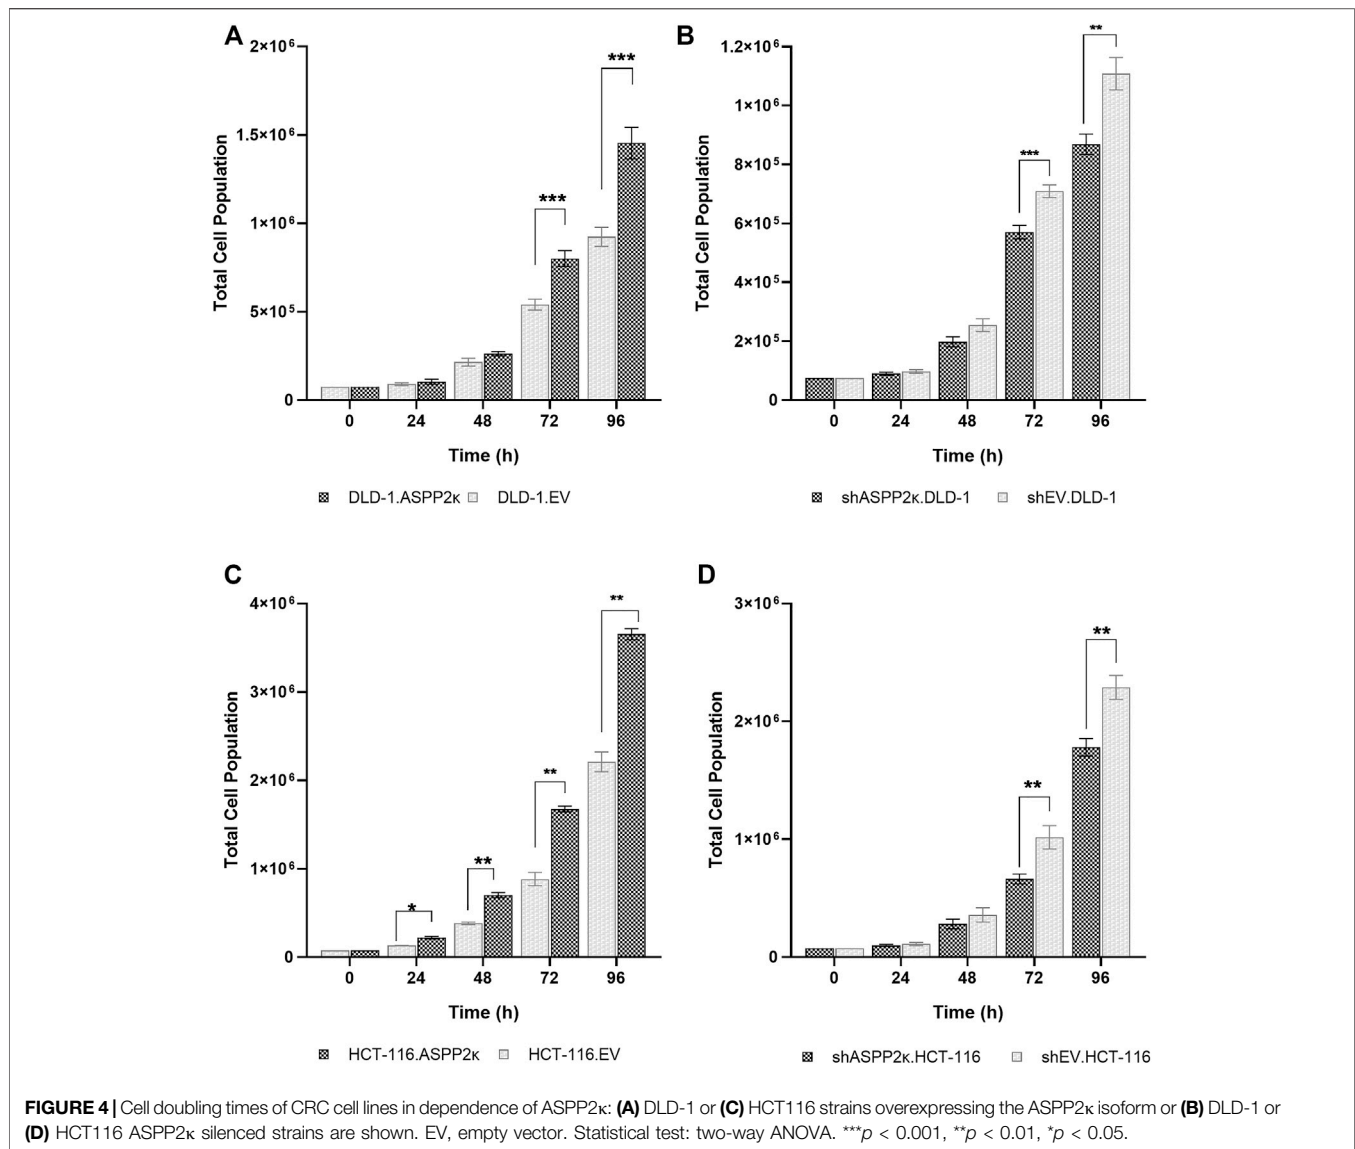 A
2×10⁶
1.5×10⁶
1×10⁶
5×10⁵
0
Total Cell Population
***
***
0 24 48 72 96
Time (h)
DLD-1.ASPP2κ DLD-1.EV
B
1.2×10⁶
1×10⁶
8×10⁵
6×10⁵
4×10⁵
2×10⁵
0
Total Cell Population
***
**
0 24 48 72 96
Time (h)
shASPP2κ.DLD-1 shEV.DLD-1
C
4×10⁶
3×10⁶
2×10⁶
1×10⁶
0
Total Cell Population
*
**
**
**
0 24 48 72 96
Time (h)
HCT-116.ASPP2κ HCT-116.EV
D
3×10⁶
2×10⁶
1×10⁶
0
Total Cell Population
**
**
0 24 48 72 96
Time (h)
shASPP2κ.HCT-116 shEV.HCT-116
FIGURE 4 | Cell doubling times of CRC cell lines in dependence of ASPP2κ: (A) DLD-1 or (C) HCT116 strains overexpressing the ASPP2κ isoform or (B) DLD-1 or
(D) HCT116 ASPP2κ silenced strains are shown. EV, empty vector. Statistical test: two-way ANOVA. ***p < 0.001, **p < 0.01, *p < 0.05.